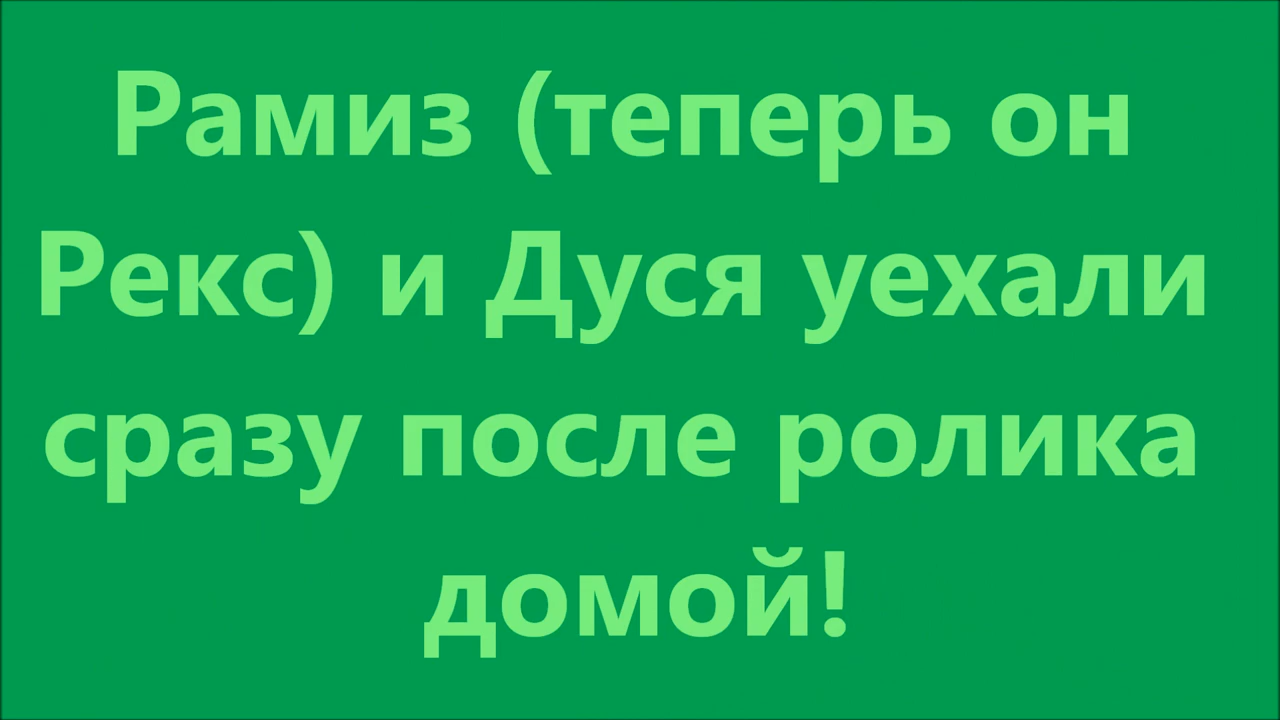 Рамиз (теперь он
Рекс) и Дуся уехали
сразу после ролика
домой!